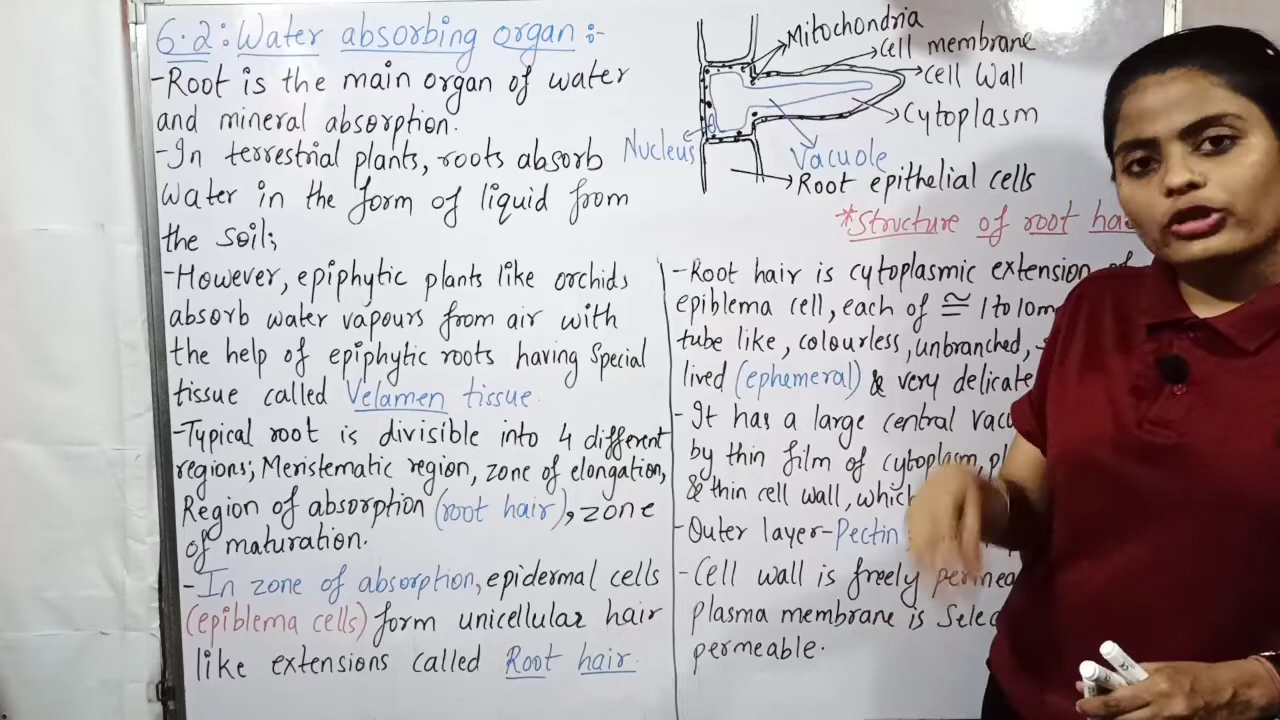 6.2: Water absorbing organ :-
-Root is the main organ of water
and mineral absorption.
-In terrestrial plants, roots absorb
water in the form of liquid from
the soil;
-However, epiphytic plants like orchids
absorb water vapours from air with
the help of epiphytic roots having Special
tissue called Velamen tissue.
-Typical root is divisible into 4 different
regions; Meristematic region, zone of elongation,
Region of absorption (root hair), zone
of maturation.
-In zone of absorption, epidermal cells
(epiblema cells) form unicellular hair
like extensions called Root hair.
Mitochondria
Cell membrane
Cell Wall
Cytoplasm
Nucleus
Vacuole
Root epithelial cells
*Structure of root
-Root hair is cytoplasmic extension of
epiblema cell, each of ≅ 1 to 10m
tube like, colourless, unbranched,
lived (ephemeral) & very delicate
-It has a large central
by thin film of cytoplasm,
& thin cell wall, which
-Outer layer-Pectin
-Cell wall is freely
plasma membrane is
permeable.